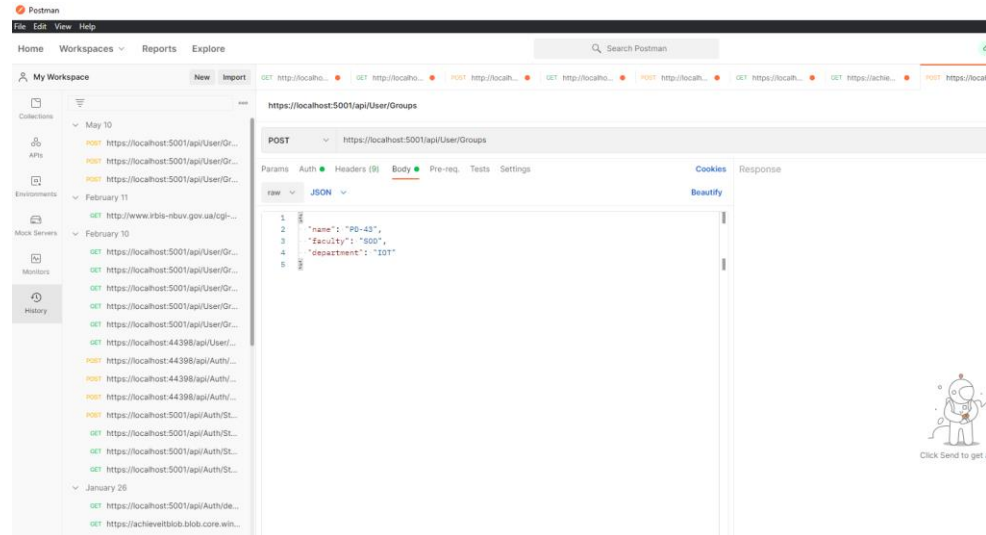 Postman
File Edit View Help
Home Workspaces Reports Explore
Search Postman
My Workspace New Import
GET http://localho... GET http://localho... POST http://localh... GET http://localho... POST http://localh... GET https://localh... GET https://achie... POST https://local
Collections
APIs
Environments
Mock Servers
Monitors
History
May 10
POST https://localhost:5001/api/User/Gr...
POST https://localhost:5001/api/User/Gr...
POST https://localhost:5001/api/User/Gr...
February 11
GET http://www.irbis-nbuv.gov.ua/cgi-...
February 10
GET https://localhost:5001/api/User/Gr...
GET https://localhost:5001/api/User/Gr...
GET https://localhost:5001/api/User/Gr...
GET https://localhost:5001/api/User/Gr...
GET https://localhost:5001/api/User/Gr...
GET https://localhost:44398/api/User/...
POST https://localhost:44398/api/Auth/...
POST https://localhost:44398/api/Auth/...
POST https://localhost:44398/api/Auth/...
POST https://localhost:5001/api/Auth/St...
GET https://localhost:5001/api/Auth/St...
GET https://localhost:5001/api/Auth/St...
GET https://localhost:5001/api/Auth/St...
January 26
GET https://localhost:5001/api/Auth/de...
GET https://achieveitblob.blob.core.win...
https://localhost:5001/api/User/Groups
POST https://localhost:5001/api/User/Groups
Params Auth Headers (9) Body Pre-req. Tests Settings Cookies
raw JSON Beautify
1 {
2 "name": "PD-43",
3 "faculty": "SOD",
4 "department": "IOT"
5 }
Response
Click Send to get